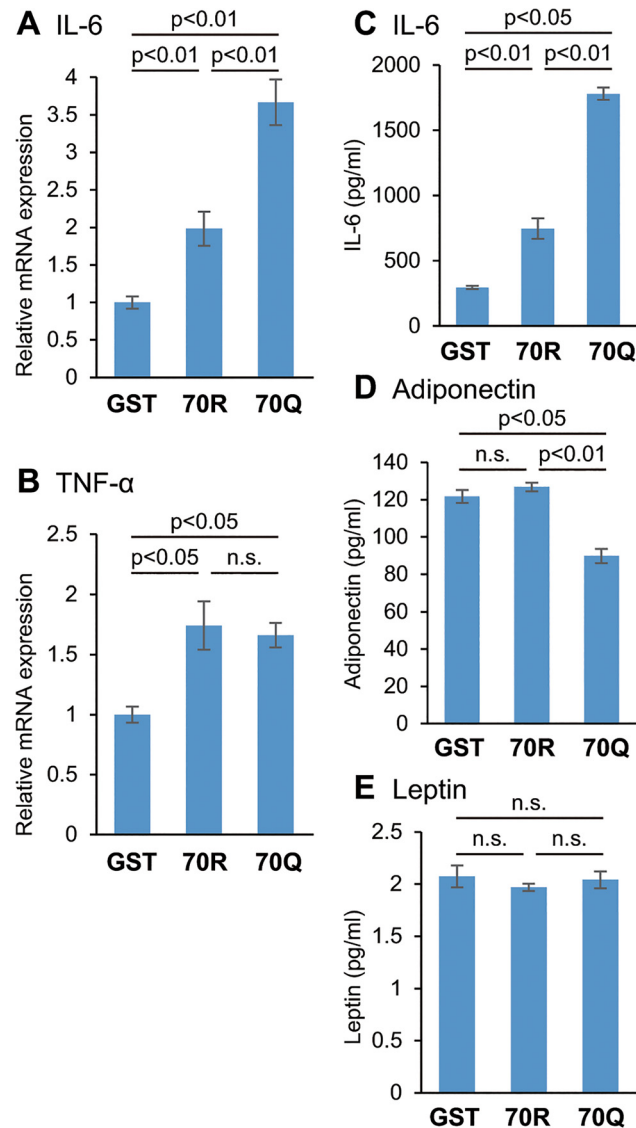 A IL-6
p<0.01
p<0.01 p<0.01
Relative mRNA expression
4
3.5
3
2.5
2
1.5
1
0.5
0
GST 70R 70Q
B TNF-α
p<0.05
p<0.05 n.s.
Relative mRNA expression
2.5
2
1.5
1
0.5
0
GST 70R 70Q
C IL-6
p<0.05
p<0.01 p<0.01
IL-6 (pg/ml)
2000
1500
1000
500
0
GST 70R 70Q
D Adiponectin
p<0.05
n.s. p<0.01
Adiponectin (pg/ml)
140
120
100
80
60
40
20
0
GST 70R 70Q
E Leptin
n.s.
n.s. n.s.
Leptin (pg/ml)
2.5
2
1.5
1
0.5
0
GST 70R 70Q